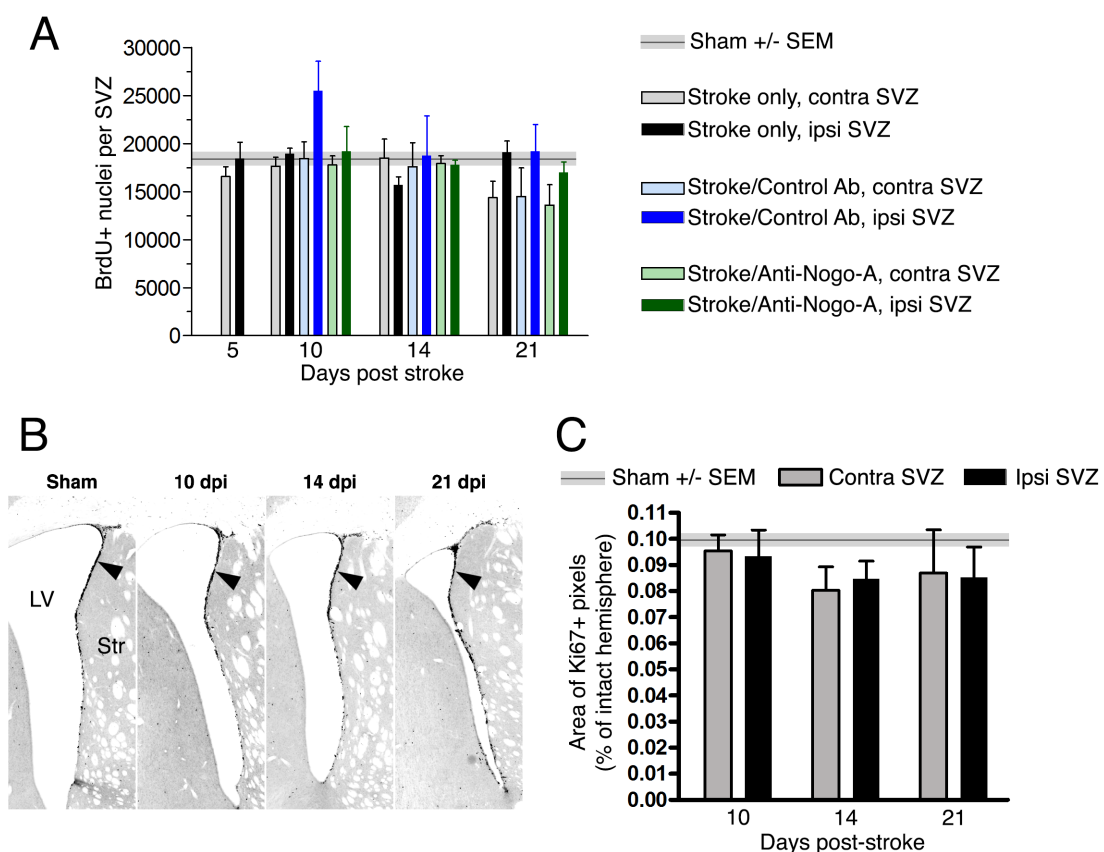 A
30000
25000
20000
15000
10000
5000
0
BrdU+ nuclei per SVZ
5 10 14 21
Days post stroke
Sham +/- SEM
Stroke only, contra SVZ
Stroke only, ipsi SVZ
Stroke/Control Ab, contra SVZ
Stroke/Control Ab, ipsi SVZ
Stroke/Anti-Nogo-A, contra SVZ
Stroke/Anti-Nogo-A, ipsi SVZ
B
Sham 10 dpi 14 dpi 21 dpi
LV
Str
C
Sham +/- SEM Contra SVZ Ipsi SVZ
0.11
0.10
0.09
0.08
0.07
0.06
0.05
0.04
0.03
0.02
0.01
0.00
Area of Ki67+ pixels
(% of intact hemisphere)
10 14 21
Days post-stroke